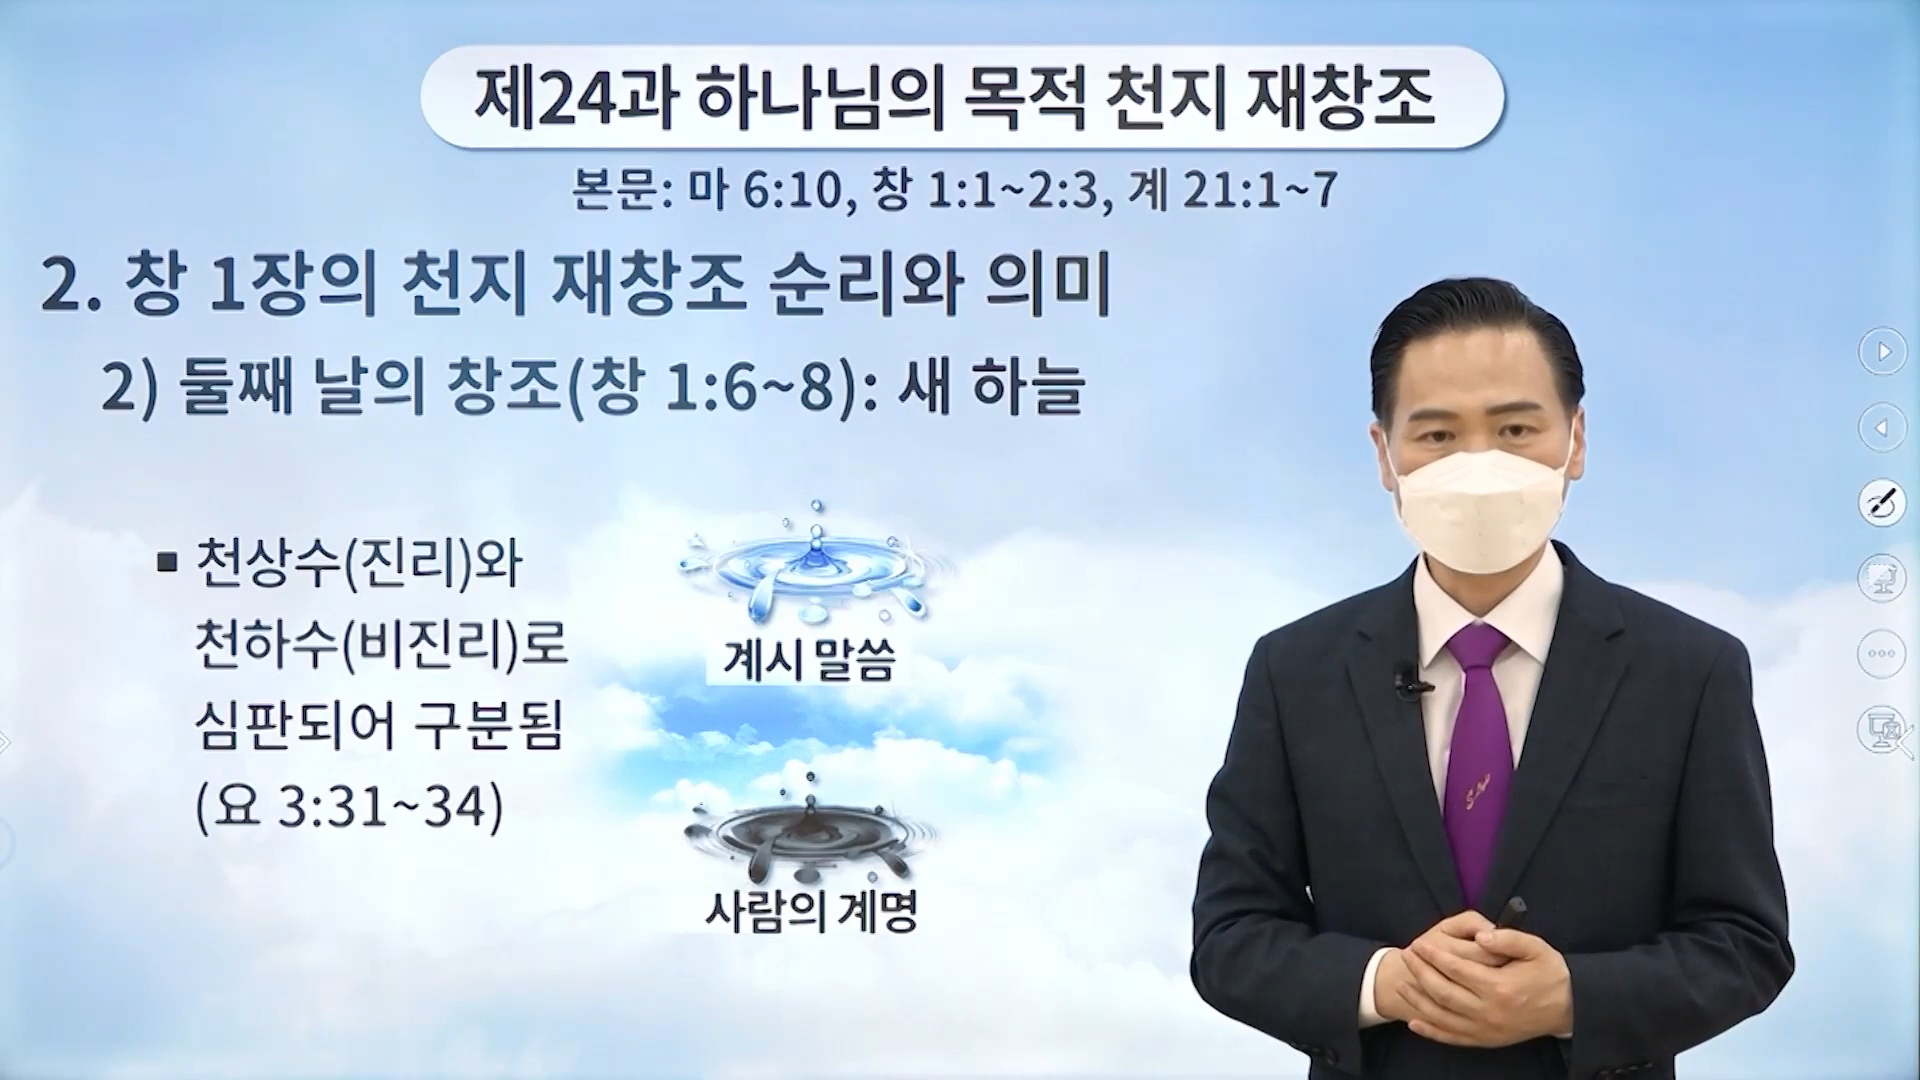 제24과 하나님의 목적 천지 재창조
본문: 마 6:10, 창 1:1~2:3, 계 21:1~7
2. 창 1장의 천지 재창조 순리와 의미
2) 둘째 날의 창조(창 1:6~8): 새 하늘
▪ 천상수(진리)와
천하수(비진리)로
심판되어 구분됨
(요 3:31~34)
계시 말씀
사람의 계명